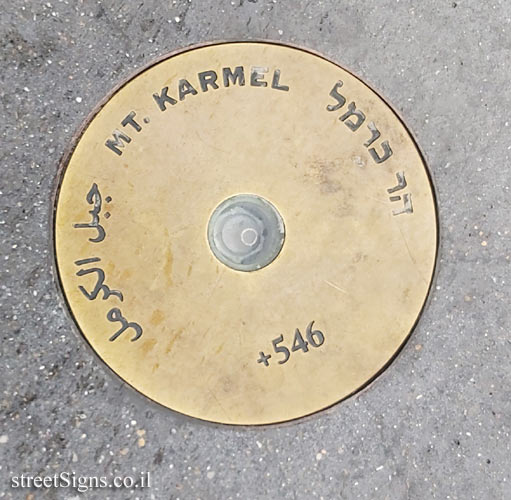 MT. KARMEL
הר כרמל
جبل الكرمل
+546
streetSigns.co.il